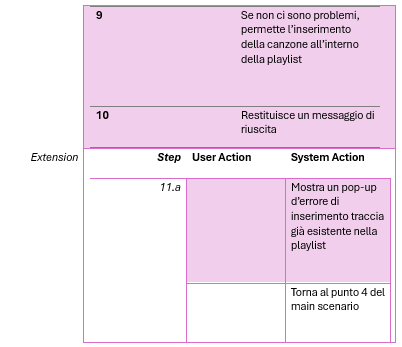 9 Se non ci sono problemi,
permette l’inserimento
della canzone all’interno
della playlist
10 Restituisce un messaggio di
riuscita
Extension Step User Action System Action
11.a Mostra un pop-up
d’errore di
inserimento traccia
già esistente nella
playlist
Torna al punto 4 del
main scenario